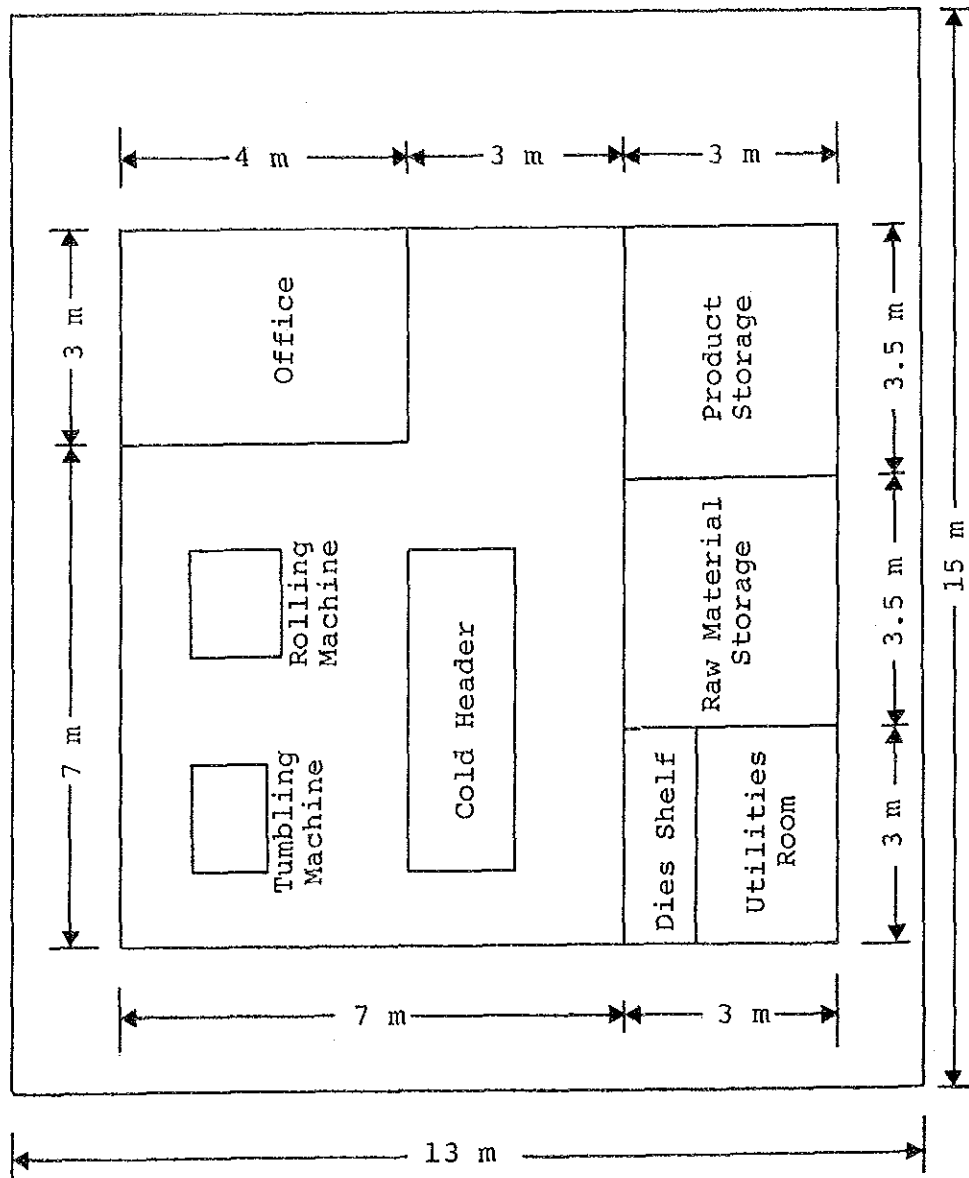 4 m
3 m
3 m
3 m
Office
Product
Storage
3.5 m
Rolling
Machine
Raw Material
Storage
3.5 m
15 m
7 m
Tumbling
Machine
Cold Header
Dies Shelf
Utilities
Room
3 m
7 m
3 m
13 m